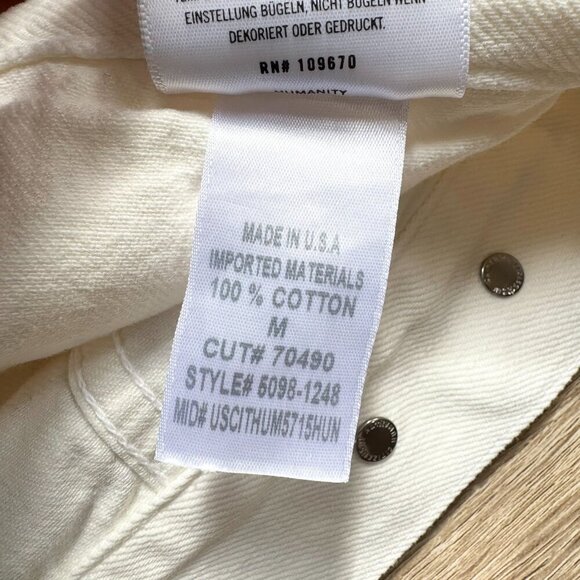 EINSTELLUNG BÜGELN, NICHT BÜGELN WENN
DEKORIERT ODER GEDRUCKT.
RN# 109670
HUMANITY
MADE IN U.S.A
IMPORTED MATERIALS
100 % COTTON
M
CUT# 70490
STYLE# 5098-1248
MID# USCITHUM5715HUN